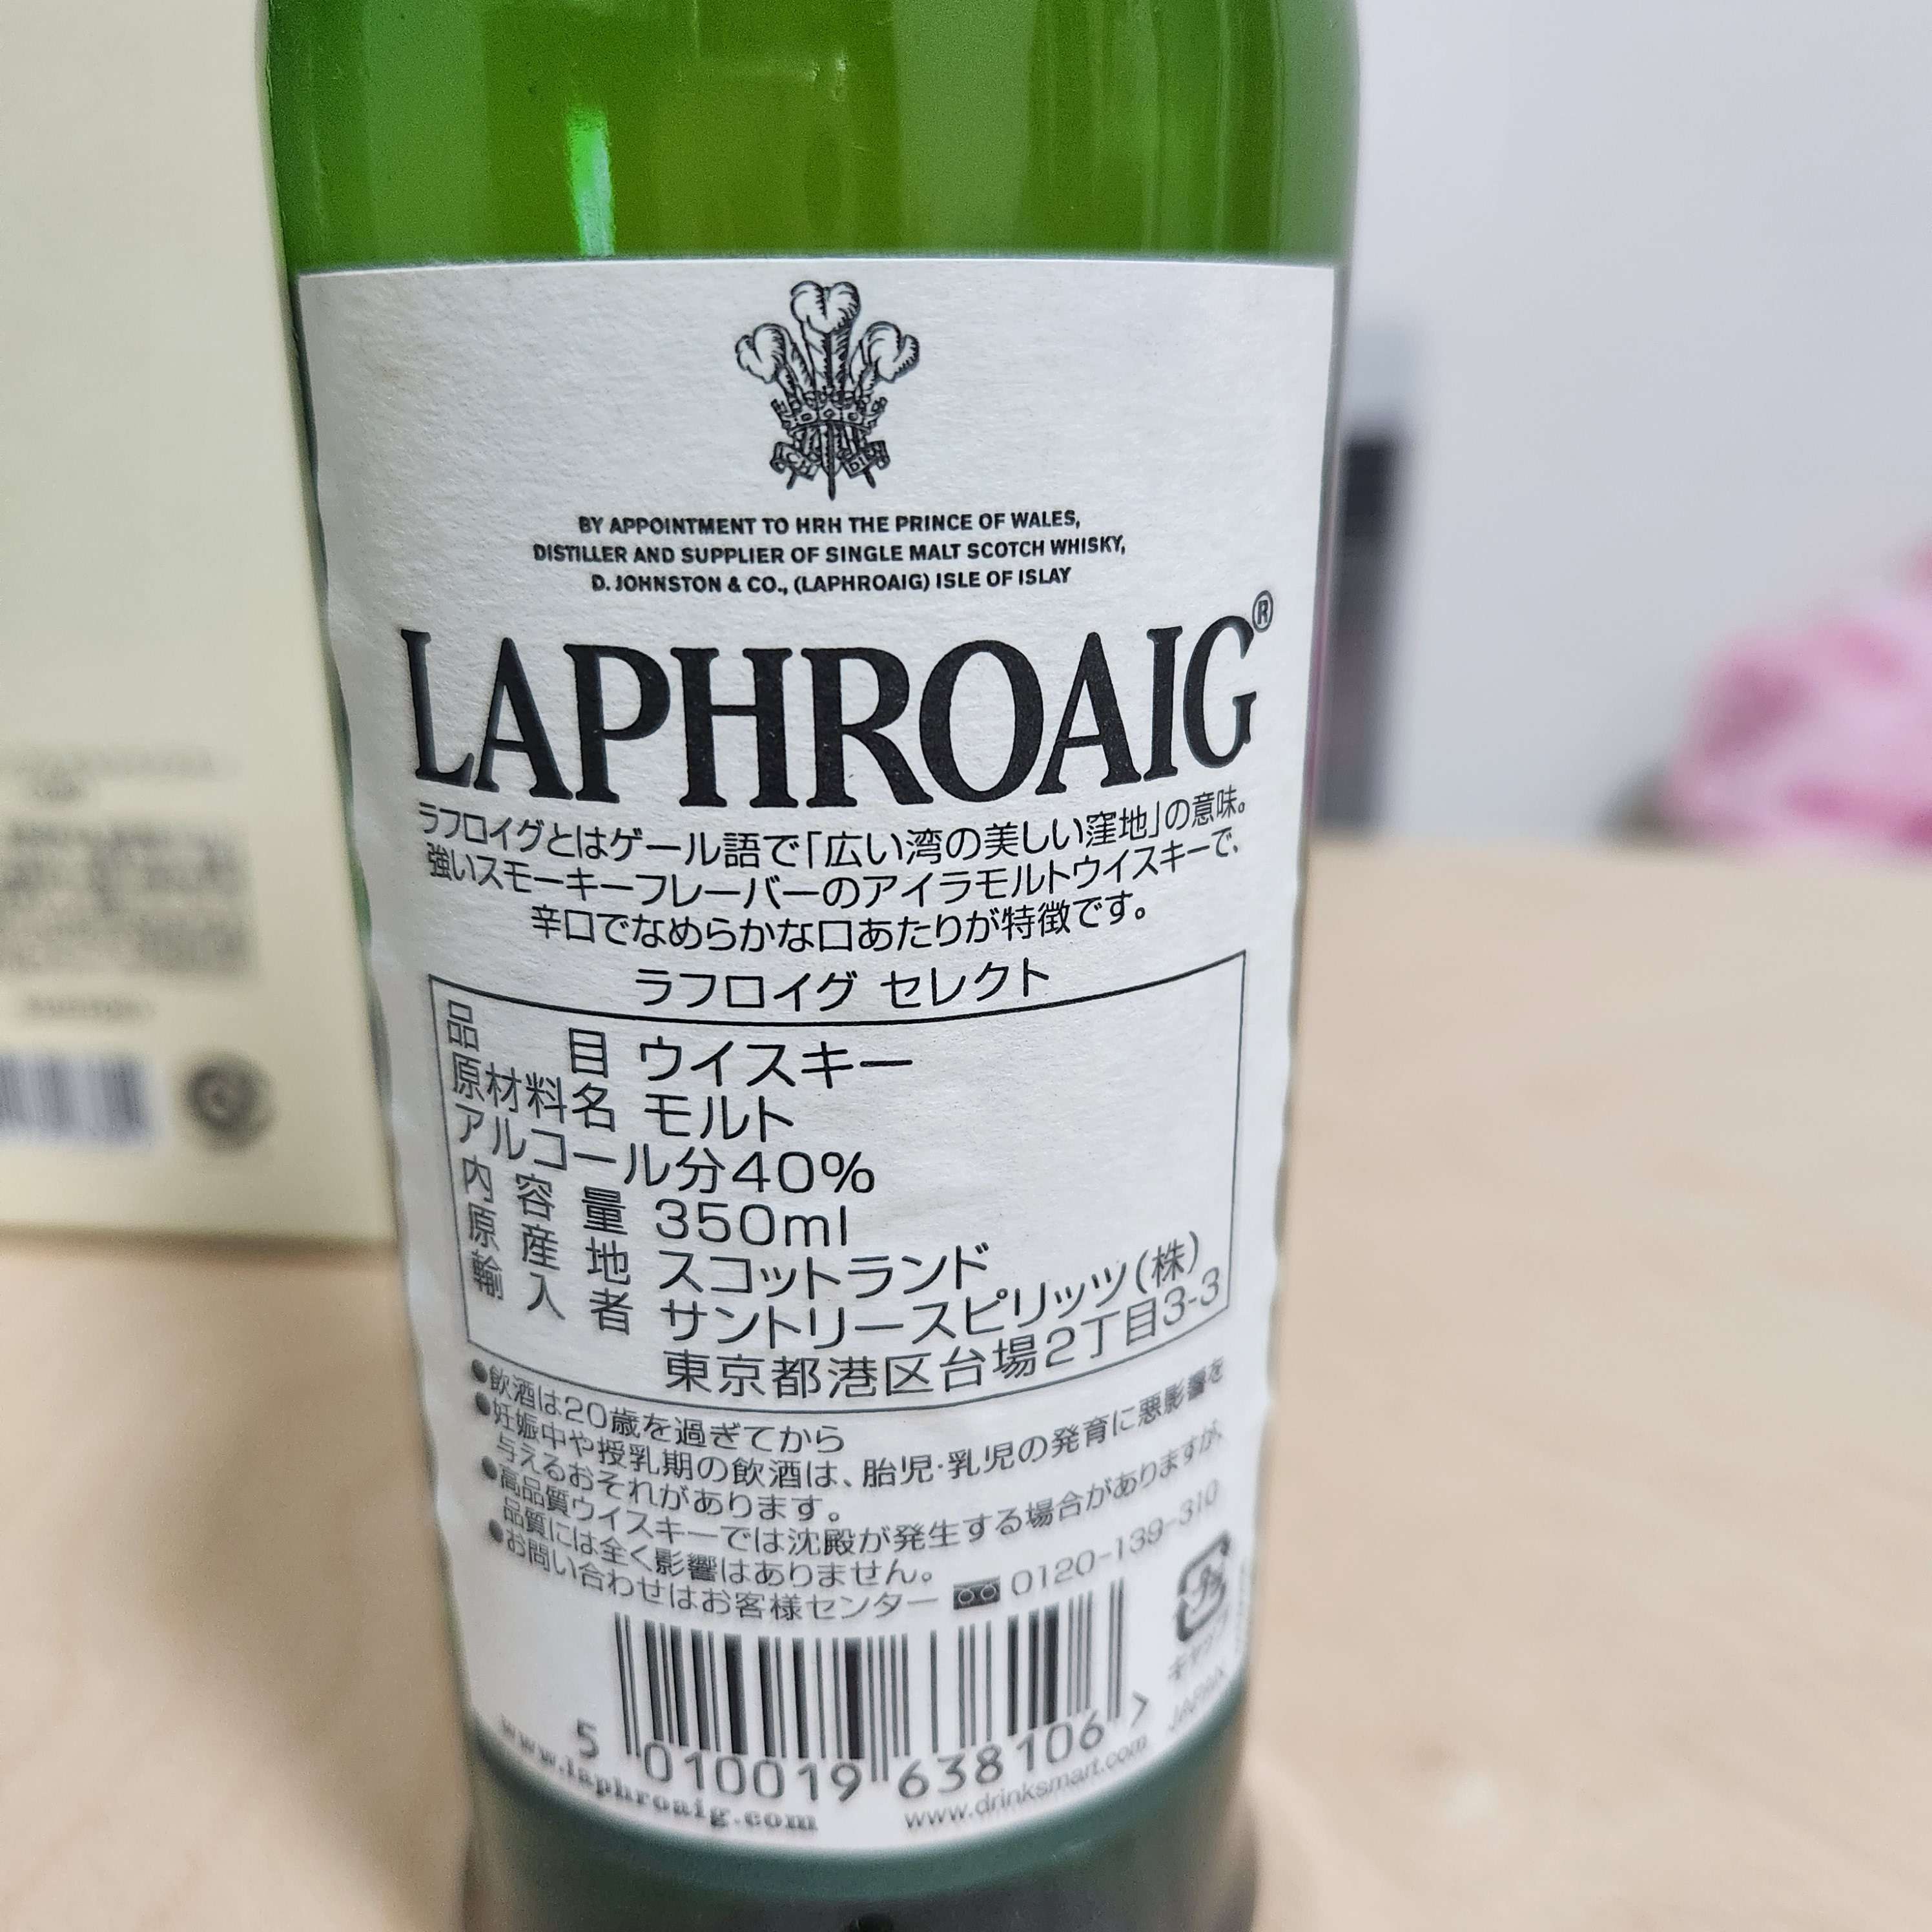 BY APPOINTMENT TO HRH THE PRINCE OF WALES,
DISTILLER AND SUPPLIER OF SINGLE MALT SCOTCH WHISKY,
D. JOHNSTON & CO., (LAPHROAIG) ISLE OF ISLAY
LAPHROAIG®
ラフロイグとはゲール語で「広い湾の美しい窪地」の意味。
強いスモーキーフレーバーのアイラモルトウイスキーで、
辛口でなめらかな口あたりが特徴です。
ラフロイグ セレクト
品目 ウイスキー
原材料名 モルト
アルコール分40%
内容量 350ml
原産地 スコットランド
輸入者 サントリースピリッツ(株)
東京都港区台場2丁目3-3
●飲酒は20歳を過ぎてから
●妊娠中や授乳期の飲酒は、胎児・乳児の発育に悪影響を
与えるおそれがあります。
●高品質ウイスキーでは沈殿が発生する場合がありますが、
品質には全く影響はありません。
●お問い合わせはお客様センター 0120-139-310
キャップ
JAPAN
5 010019 638106 >
www.laphroaig.com
www.drinksmart.com